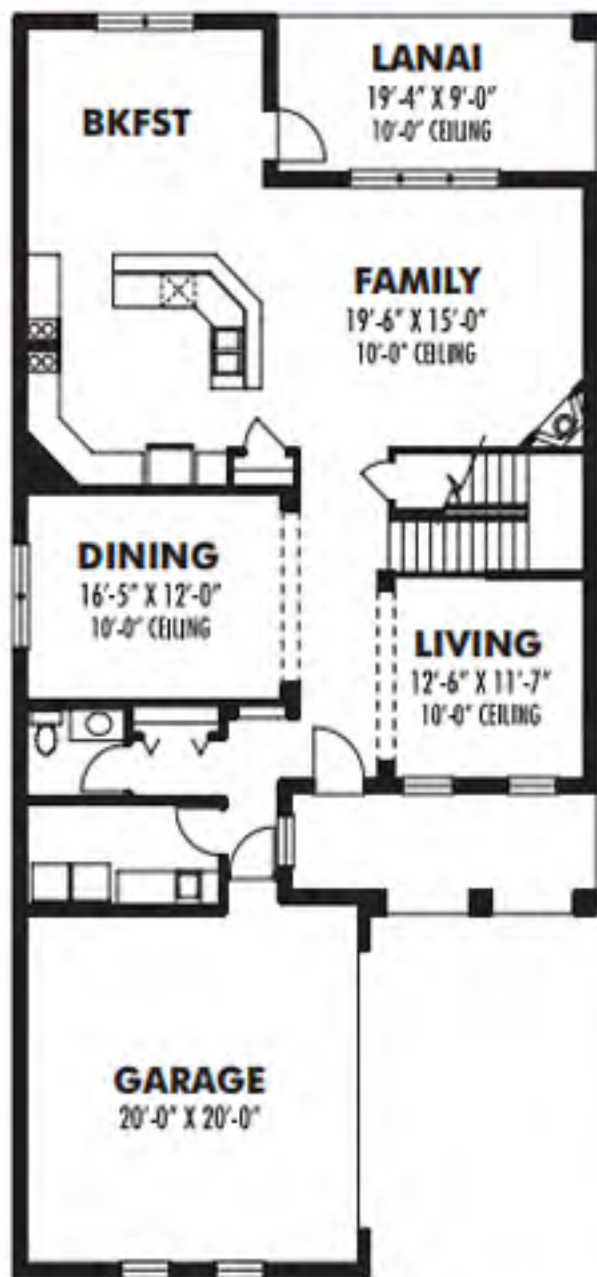 LANAI
19'-4" X 9'-0"
10'-0" CEILING
BKFST
FAMILY
19'-6" X 15'-0"
10'-0" CEILING
DINING
16'-5" X 12'-0"
10'-0" CEILING
LIVING
12'-6" X 11'-7"
10'-0" CEILING
GARAGE
20'-0" X 20'-0"